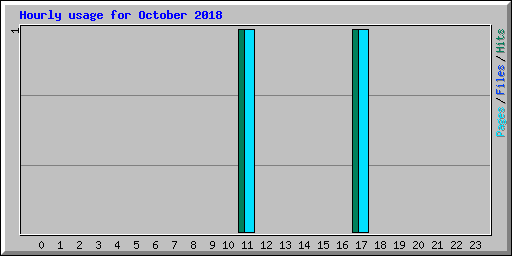 Hourly usage for October 2018
1
Pages/Files/Hits
0 1 2 3 4 5 6 7 8 9 10 11 12 13 14 15 16 17 18 19 20 21 22 23